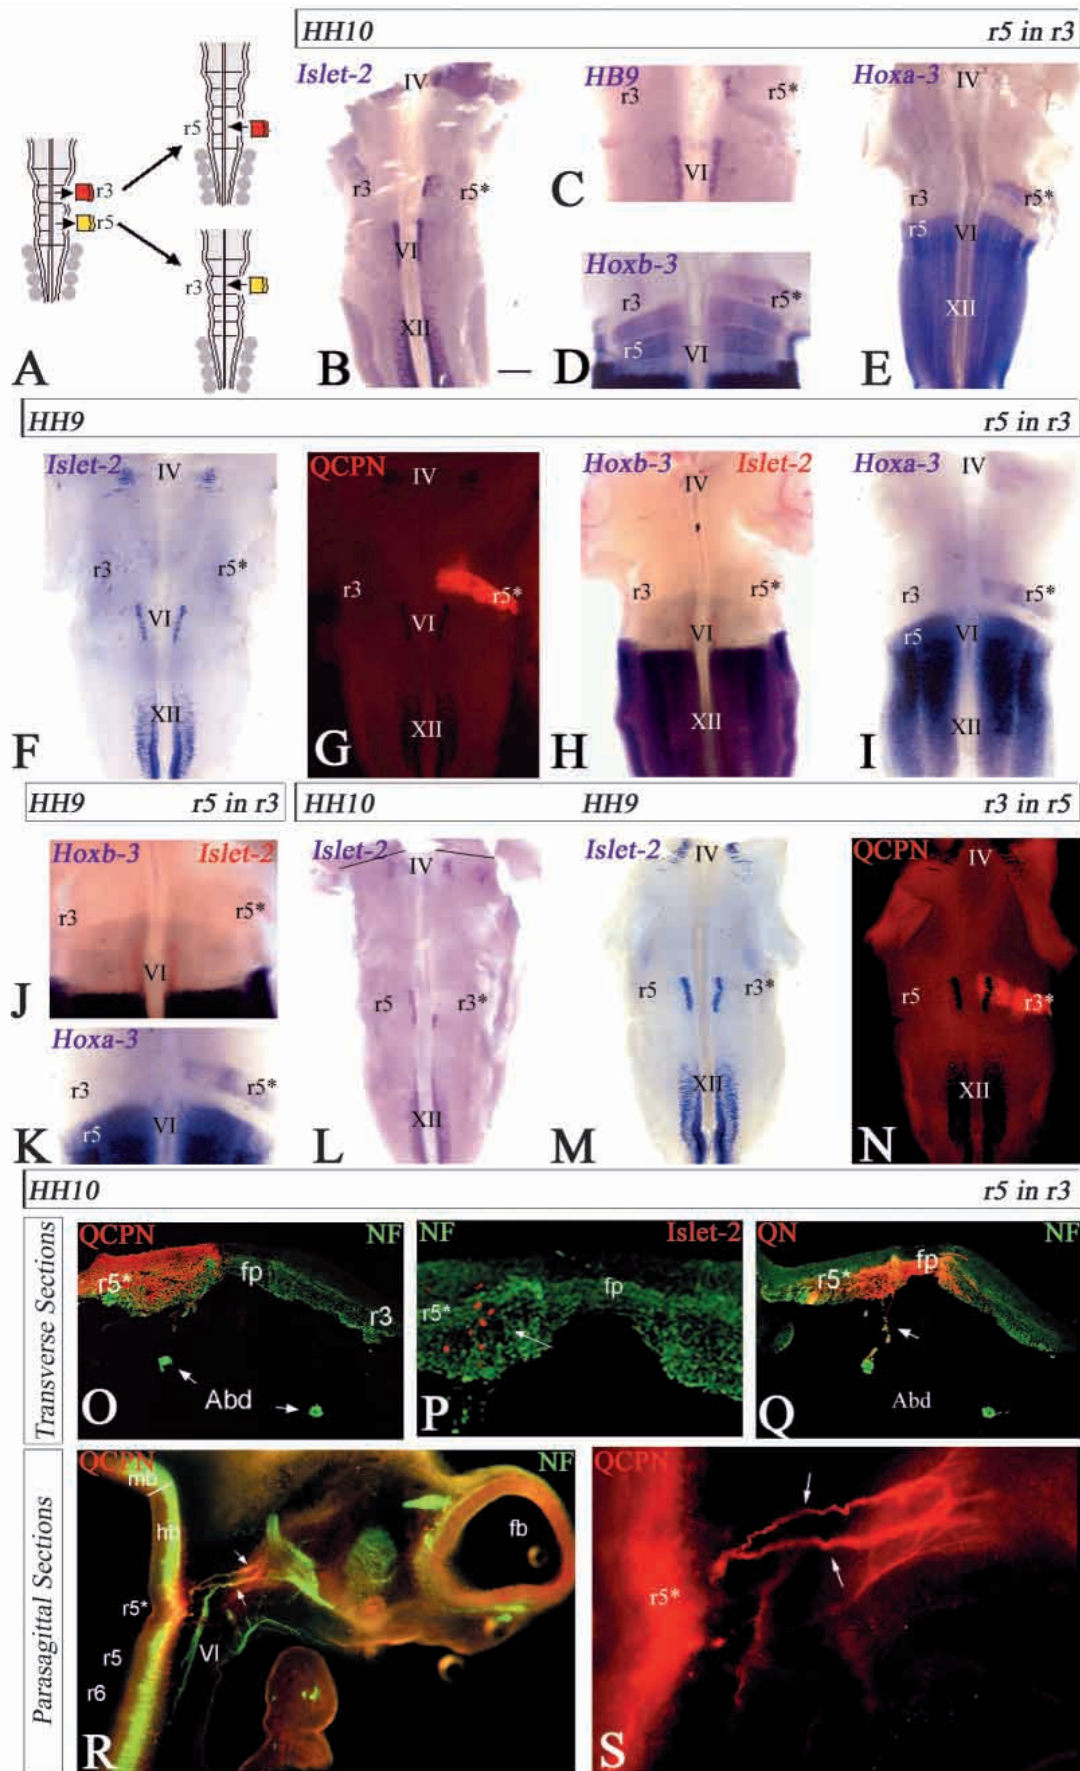 HH10 r5 in r3
r5
r3
r5
r3
A
Islet-2
IV
r3
r5*
VI
XII
B
HB9
r3
r5*
VI
C
Hoxb-3
r3
r5*
r5
VI
D
Hoxa-3
IV
r3
r5*
r5
VI
XII
E
HH9 r5 in r3
Islet-2
IV
r3
r5*
VI
XII
F
QCPN
IV
r3
r5*
VI
XII
G
Hoxb-3 Islet-2
IV
r3
r5*
VI
XII
H
Hoxa-3
IV
r3
r5*
r5
VI
XII
I
HH9 r5 in r3
HH10 HH9 r3 in r5
Hoxb-3 Islet-2
r3
r5*
VI
J
Hoxa-3
r3
r5*
r5
VI
K
Islet-2
IV
r5
r3*
XII
L
Islet-2
IV
r5
r3*
XII
M
QCPN
IV
r5
r3*
XII
N
HH10 r5 in r3
Transverse Sections
QCPN NF
r5*
fp
r3
Abd
O
NF Islet-2
r5*
fp
P
QN NF
r5*
fp
Abd
Q
Parasagittal Sections
QCPN NF
mb
hb
fb
r5*
r5
r6
VI
R
QCPN
r5*
S